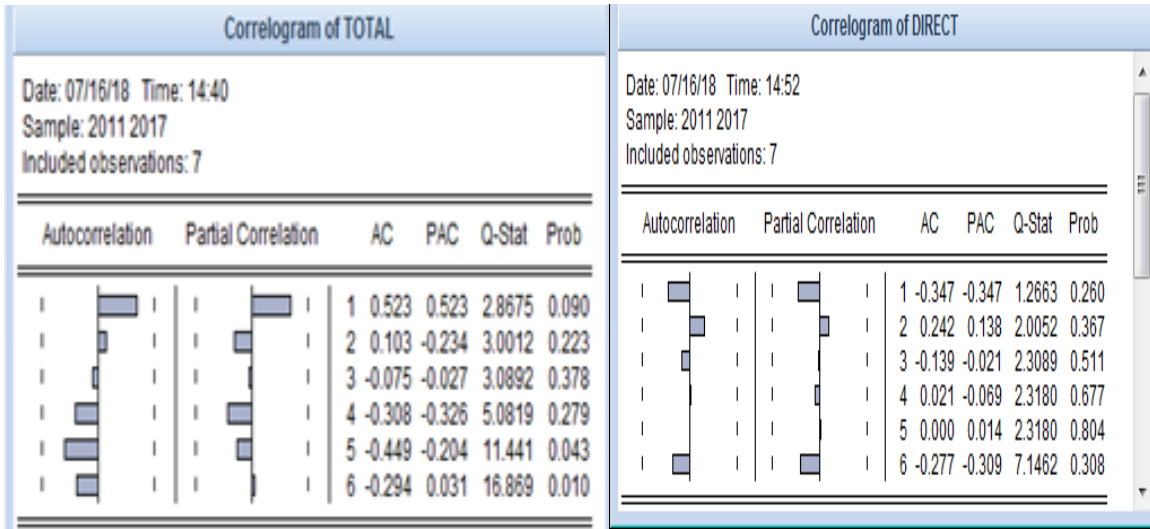 Correlogram of TOTAL
Date: 07/16/18 Time: 14:40
Sample: 2011 2017
Included observations: 7
Autocorrelation Partial Correlation AC PAC Q-Stat Prob
1 0.523 0.523 2.8675 0.090
2 0.103 -0.234 3.0012 0.223
3 -0.075 -0.027 3.0892 0.378
4 -0.308 -0.326 5.0819 0.279
5 -0.449 -0.204 11.441 0.043
6 -0.294 0.031 16.869 0.010
Correlogram of DIRECT
Date: 07/16/18 Time: 14:52
Sample: 2011 2017
Included observations: 7
Autocorrelation Partial Correlation AC PAC Q-Stat Prob
1 -0.347 -0.347 1.2663 0.260
2 0.242 0.138 2.0052 0.367
3 -0.139 -0.021 2.3089 0.511
4 0.021 -0.069 2.3180 0.677
5 0.000 0.014 2.3180 0.804
6 -0.277 -0.309 7.1462 0.308